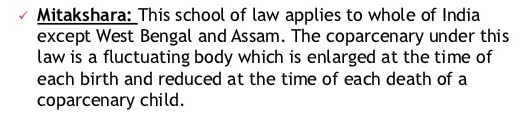 ✓ Mitakshara: This school of law applies to whole of India
except West Bengal and Assam. The coparcenary under this
law is a fluctuating body which is enlarged at the time of
each birth and reduced at the time of each death of a
coparcenary child.